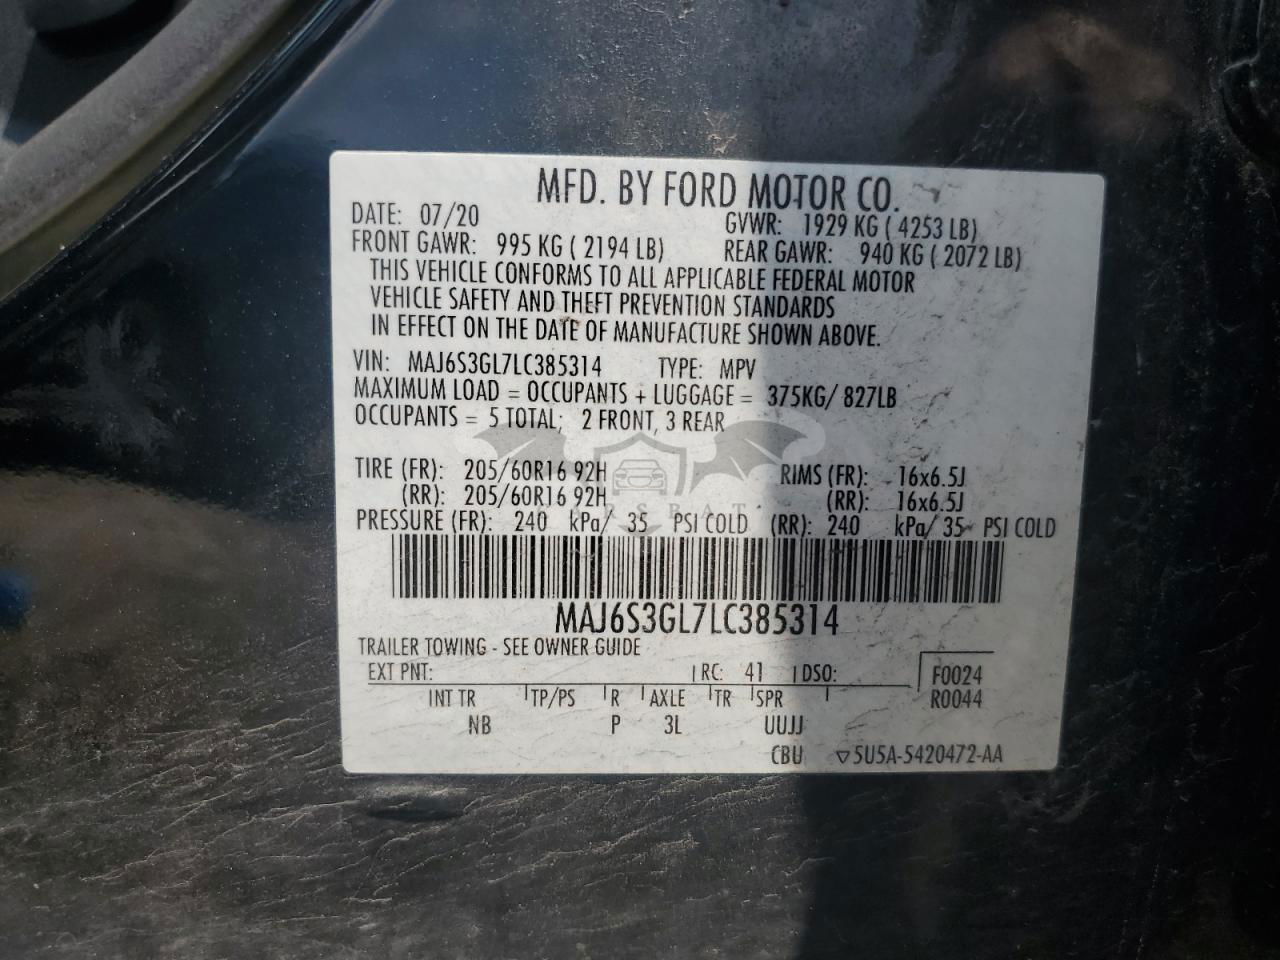 MFD. BY FORD MOTOR CO.
DATE: 07/20 GVWR: 1929 KG ( 4253 LB)
FRONT GAWR: 995 KG ( 2194 LB) REAR GAWR: 940 KG ( 2072 LB)
THIS VEHICLE CONFORMS TO ALL APPLICABLE FEDERAL MOTOR
VEHICLE SAFETY AND THEFT PREVENTION STANDARDS
IN EFFECT ON THE DATE OF MANUFACTURE SHOWN ABOVE.
VIN: MAJ6S3GL7LC385314 TYPE: MPV
MAXIMUM LOAD = OCCUPANTS + LUGGAGE = 375KG/ 827LB
OCCUPANTS = 5 TOTAL; 2 FRONT, 3 REAR
TIRE (FR): 205/60R16 92H RIMS (FR): 16x6.5J
(RR): 205/60R16 92H (RR): 16x6.5J
CARSBAT
PRESSURE (FR): 240 kPa/ 35 PSI COLD (RR): 240 kPa/ 35 PSI COLD
MAJ6S3GL7LC385314
TRAILER TOWING - SEE OWNER GUIDE
EXT PNT: RC: 41 DSO: F0024
INT TR TP/PS R AXLE TR SPR R0044
NB P 3L UUJJ
CBU ▽5U5A-5420472-AA